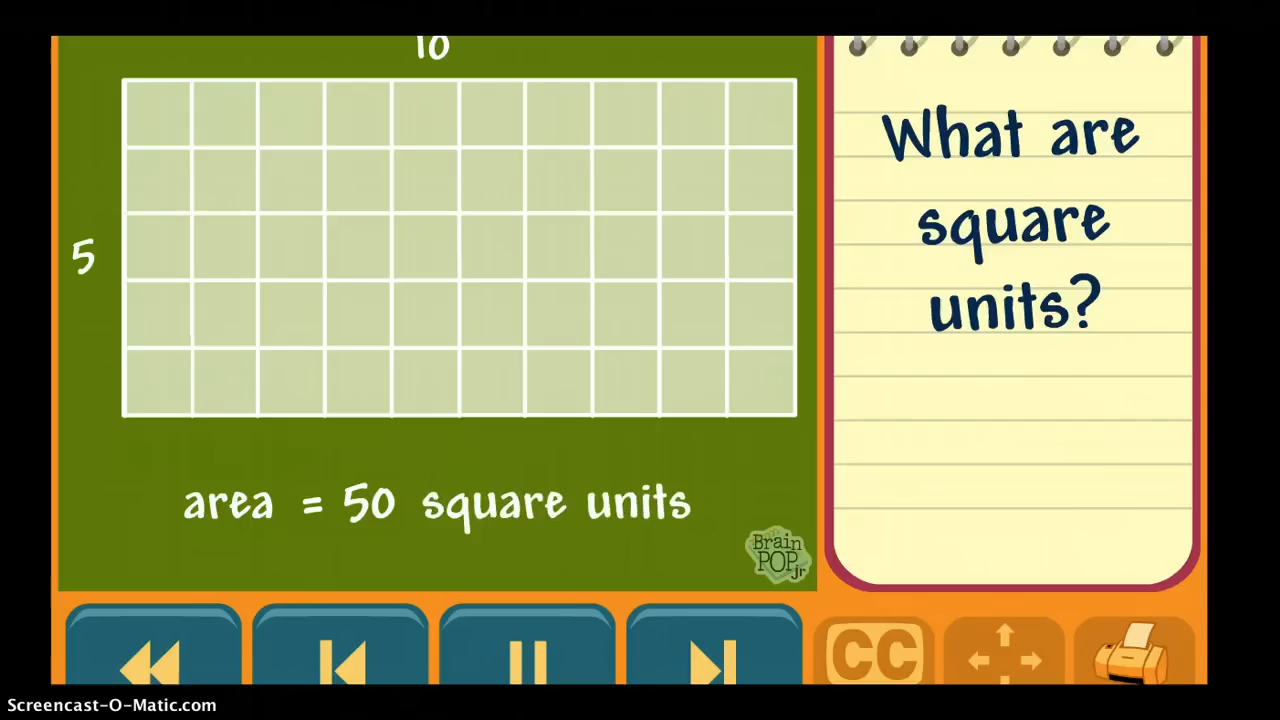 10
5
area = 50 square units
Brain
POP jr
What are
square
units?
CC
Screencast-O-Matic.com